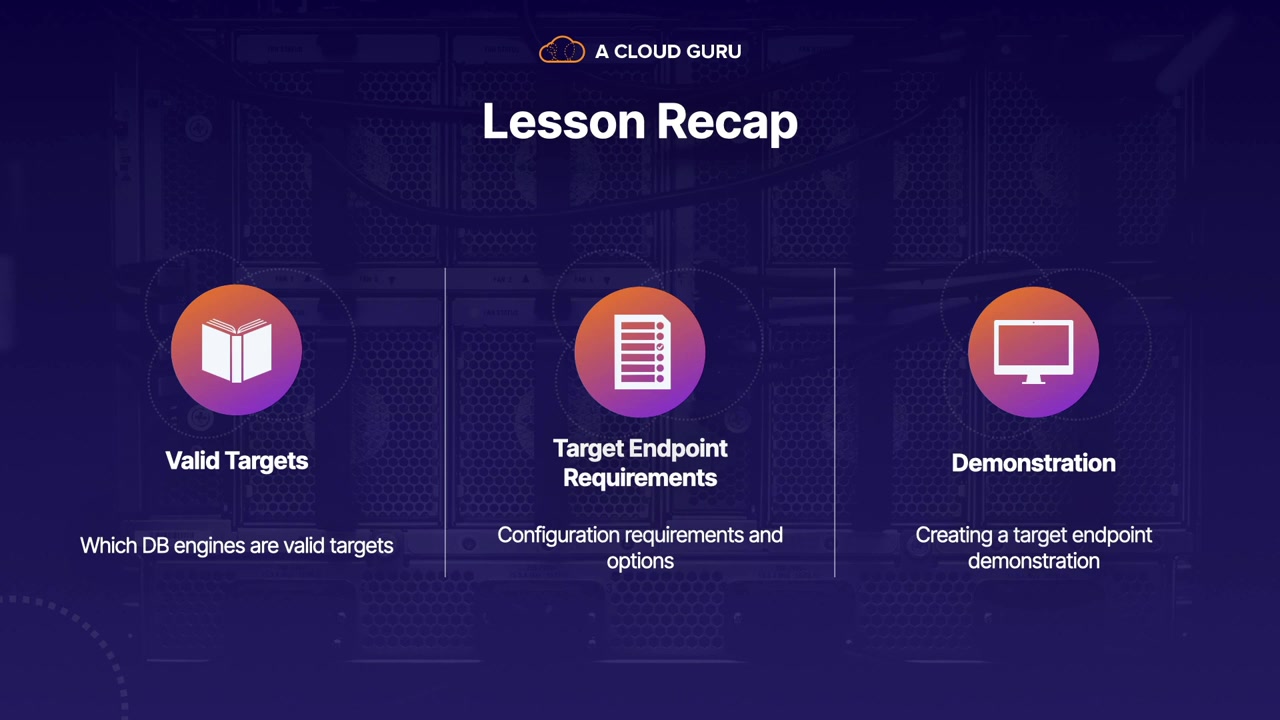 A CLOUD GURU
Lesson Recap
Valid Targets
Which DB engines are valid targets
Target Endpoint
Requirements
Configuration requirements and
options
Demonstration
Creating a target endpoint
demonstration